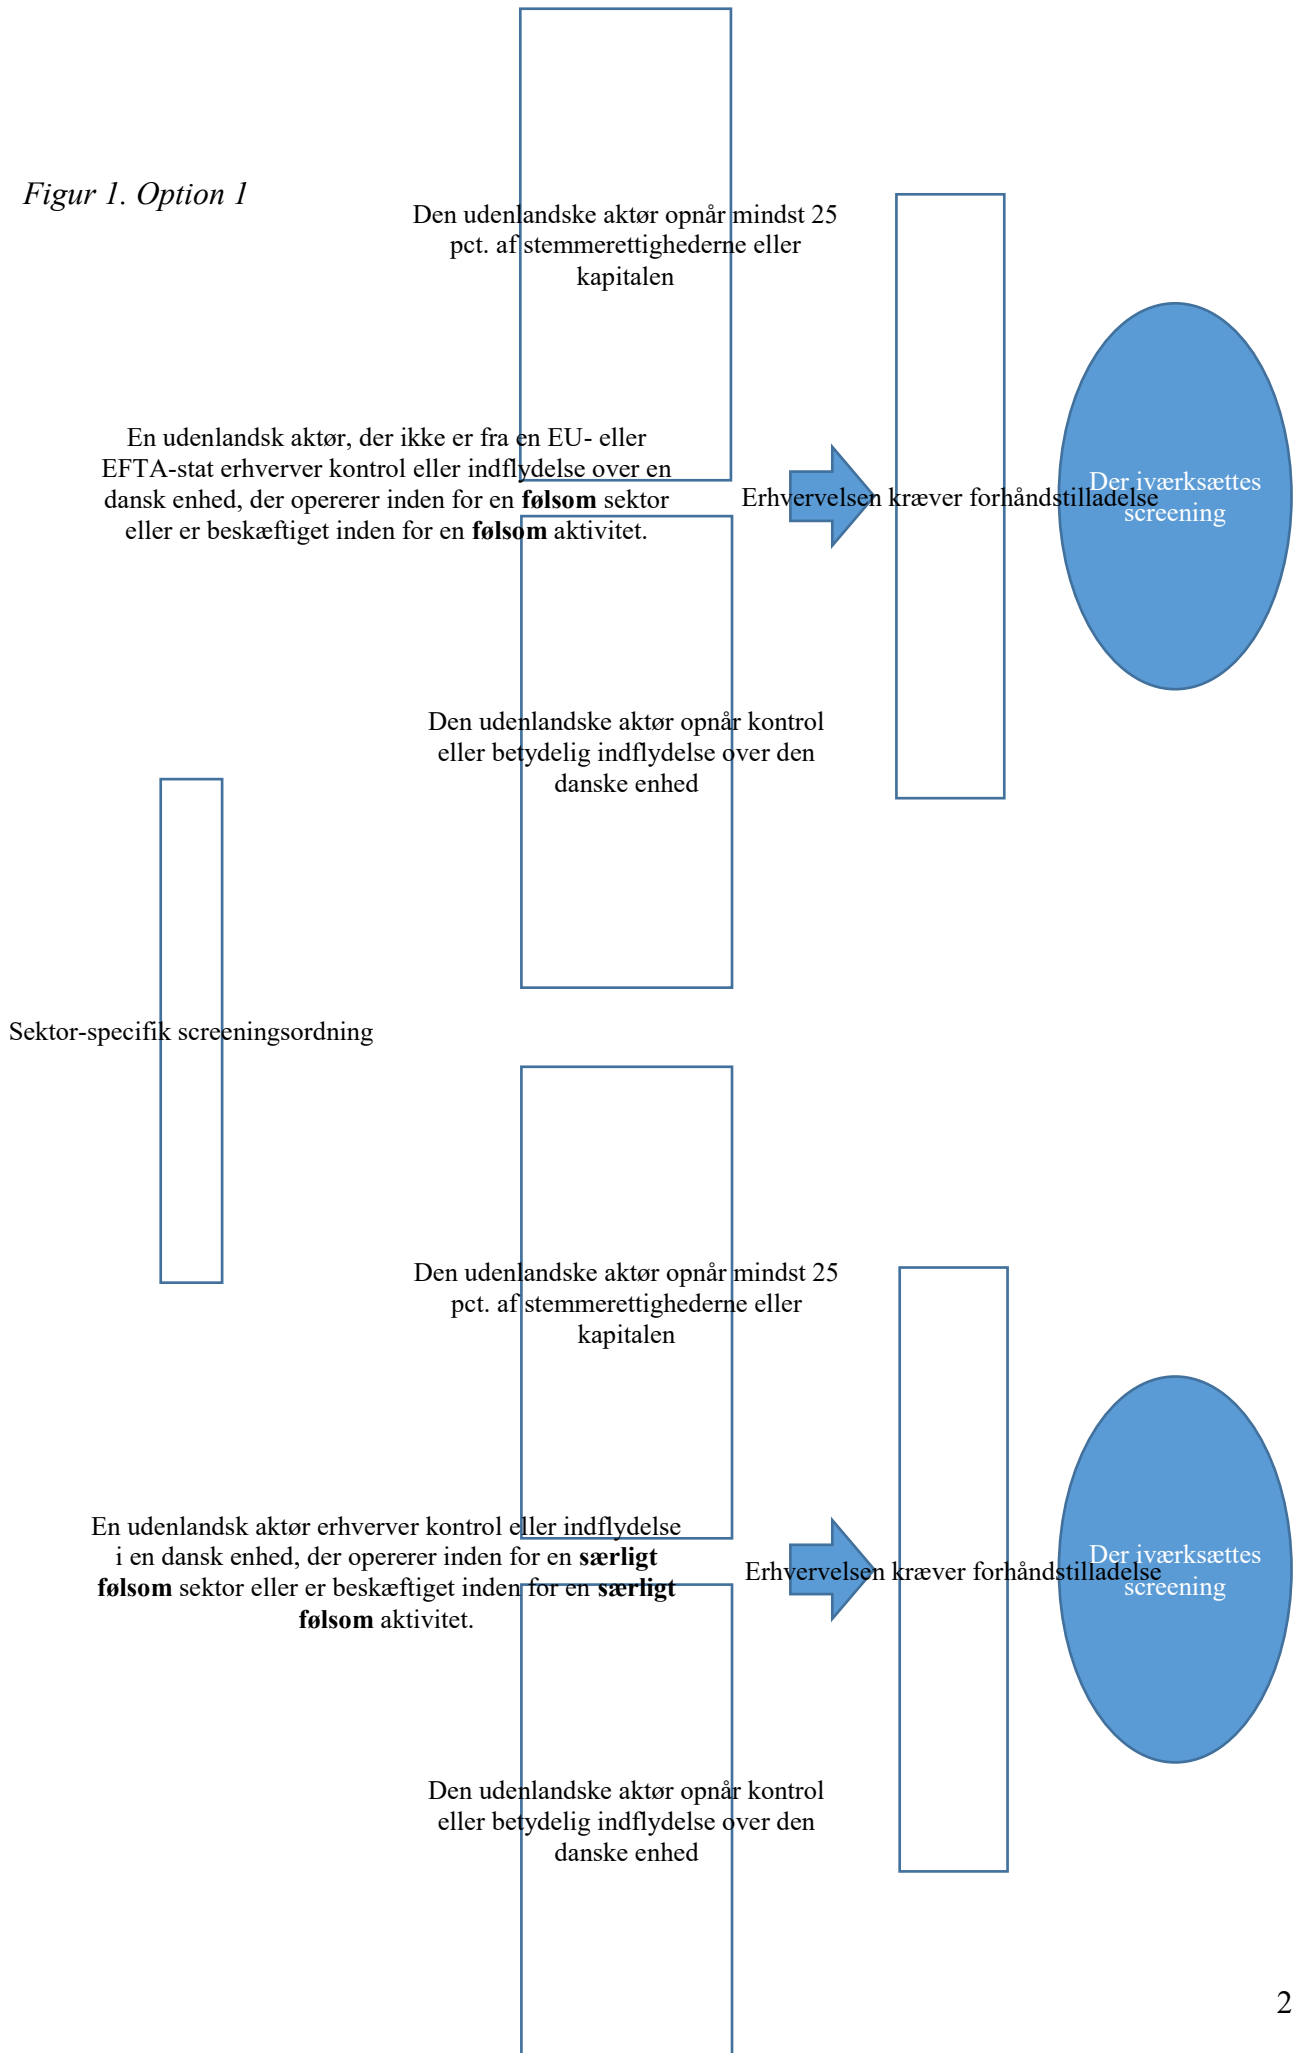 Figur 1. Option 1
Den udenlandske aktør opnår mindst 25
pct. af stemmerettighederne eller
kapitalen
En udenlandsk aktør, der ikke er fra en EU- eller
EFTA-stat erhverver kontrol eller indflydelse over en
dansk enhed, der opererer inden for en følsom sektor
eller er beskæftiget inden for en følsom aktivitet.
Erhvervelsen kræver forhåndstilladelse
Der iværksættes
screening
Den udenlandske aktør opnår kontrol
eller betydelig indflydelse over den
danske enhed
Sektor-specifik screeningsordning
Den udenlandske aktør opnår mindst 25
pct. af stemmerettighederne eller
kapitalen
En udenlandsk aktør erhverver kontrol eller indflydelse
i en dansk enhed, der opererer inden for en særligt
følsom sektor eller er beskæftiget inden for en særligt
følsom aktivitet.
Erhvervelsen kræver forhåndstilladelse
Der iværksættes
screening
Den udenlandske aktør opnår kontrol
eller betydelig indflydelse over den
danske enhed
2